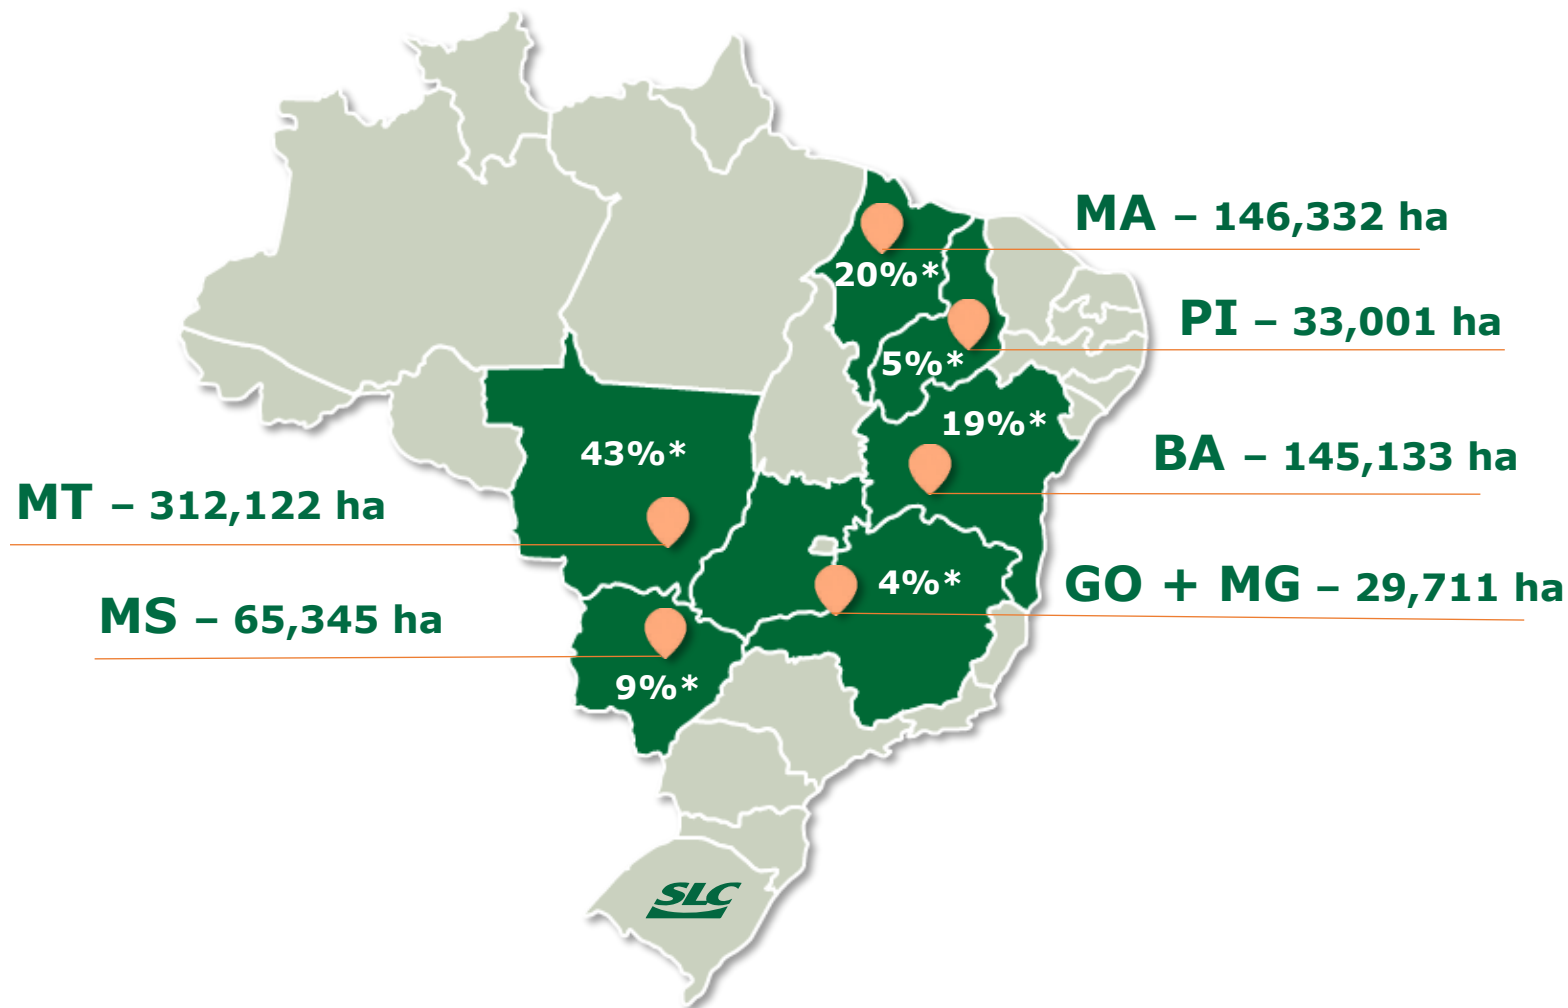 MA – 146,332 ha
20%*
PI – 33,001 ha
5%*
19%*
43%*
BA – 145,133 ha
MT – 312,122 ha
4%*
GO + MG – 29,711 ha
MS – 65,345 ha
9%*
SLC